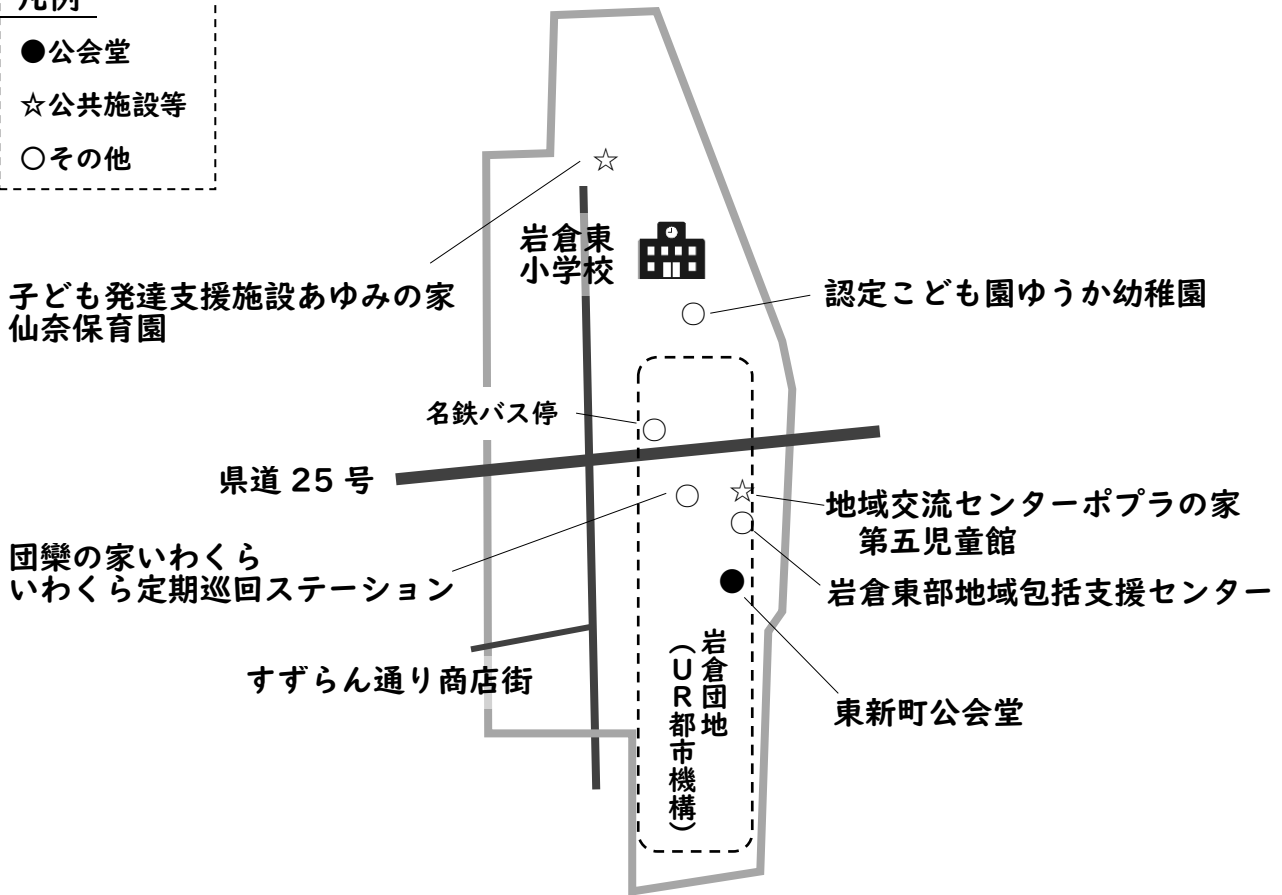 凡例
●公会堂
☆公共施設等
○その他
岩倉東
小学校
子ども発達支援施設あゆみの家
仙奈保育園
認定こども園ゆうか幼稚園
名鉄バス停
県道 25 号
地域交流センターポプラの家
第五児童館
団欒の家いわくら
いわくら定期巡回ステーション
岩倉東部地域包括支援センター
岩倉団地
（ＵＲ都市機構）
すずらん通り商店街
東新町公会堂